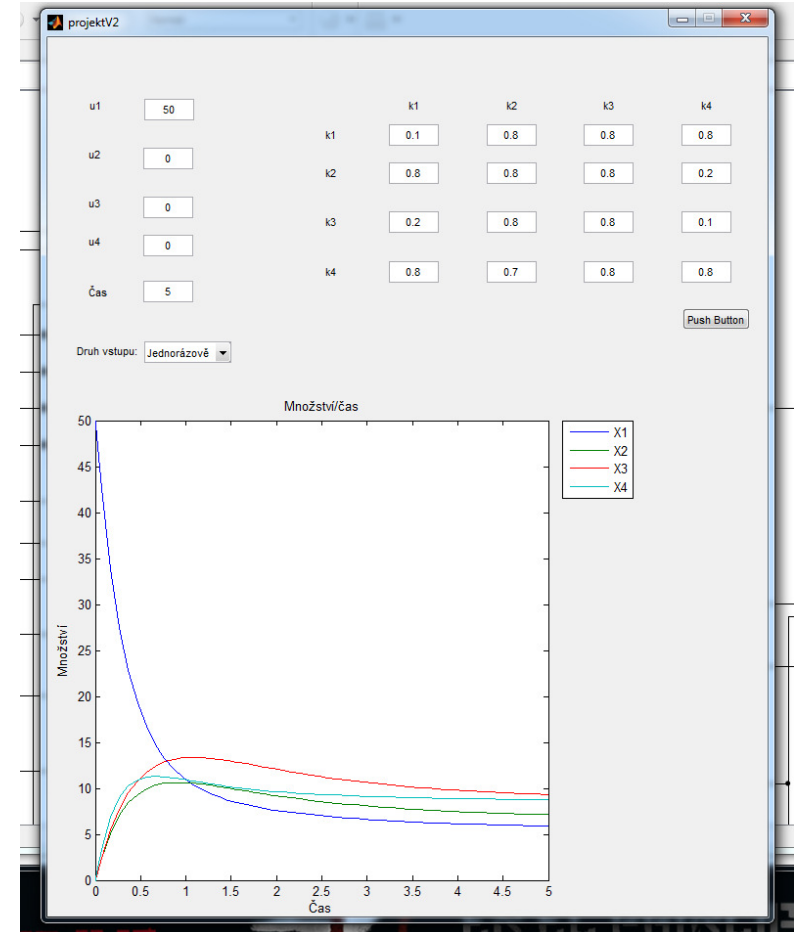 projektV2
u1 50
u2 0
u3 0
u4 0
Čas 5
k1 k2 k3 k4
k1 0.1 0.8 0.8 0.8
k2 0.8 0.8 0.8 0.2
k3 0.2 0.8 0.8 0.1
k4 0.8 0.7 0.8 0.8
Push Button
Druh vstupu: Jednorázově
Množství/čas
Množství
50
45
40
35
30
25
20
15
10
5
0
0 0.5 1 1.5 2 2.5 3 3.5 4 4.5 5
Čas
X1
X2
X3
X4